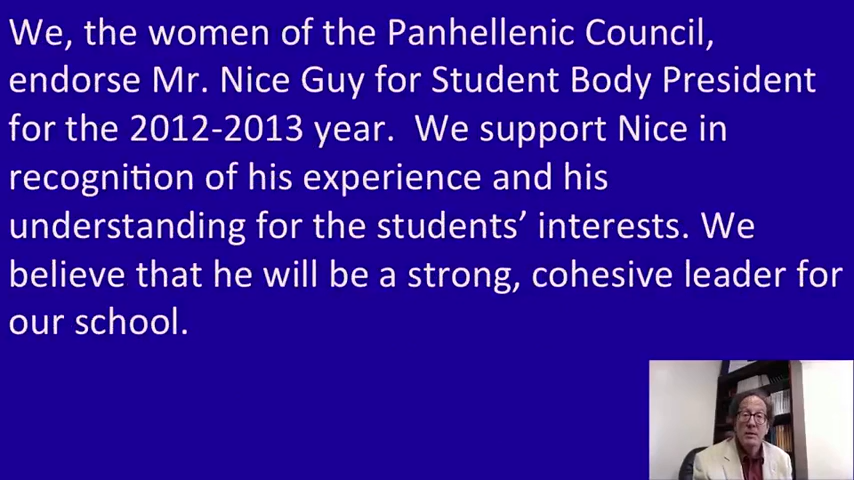 We, the women of the Panhellenic Council,
endorse Mr. Nice Guy for Student Body President
for the 2012-2013 year.  We support Nice in
recognition of his experience and his
understanding for the students’ interests. We
believe that he will be a strong, cohesive leader for
our school.